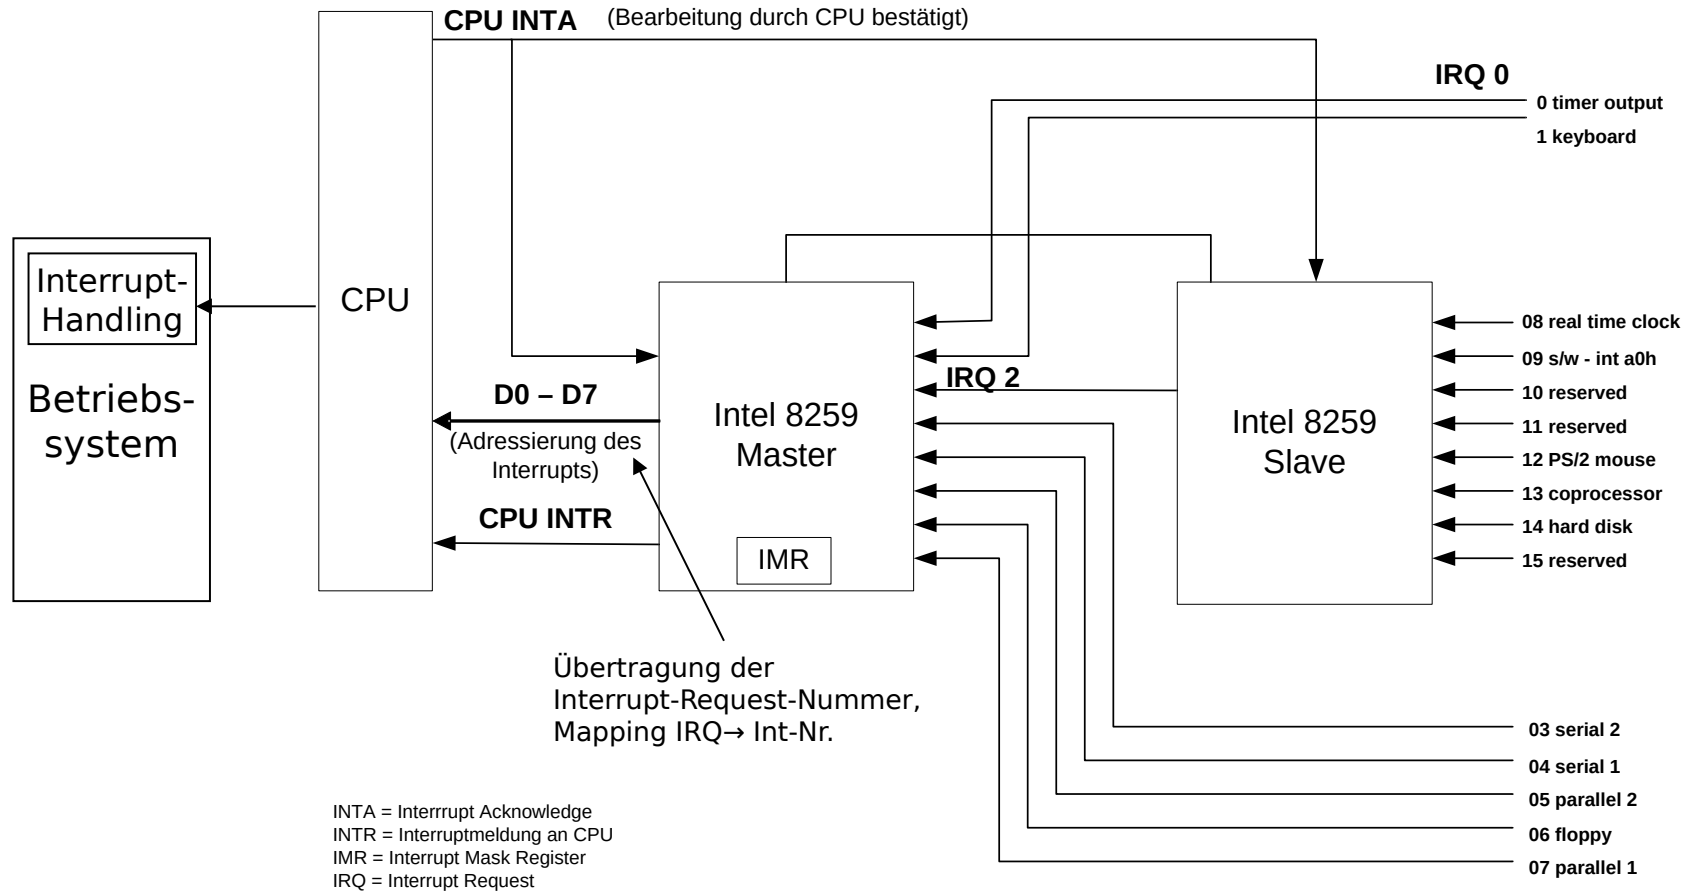 CPU INTA (Bearbeitung durch CPU bestätigt)
IRQ 0
0 timer output
1 keyboard
Interrupt-
Handling
Betriebs-
system
CPU
D0 – D7
(Adressierung des
Interrupts)
CPU INTR
Intel 8259
Master
IMR
IRQ 2
Intel 8259
Slave
08 real time clock
09 s/w - int a0h
10 reserved
11 reserved
12 PS/2 mouse
13 coprocessor
14 hard disk
15 reserved
Übertragung der
Interrupt-Request-Nummer,
Mapping IRQ→ Int-Nr.
03 serial 2
04 serial 1
05 parallel 2
06 floppy
07 parallel 1
INTA = Interrrupt Acknowledge
INTR = Interruptmeldung an CPU
IMR = Interrupt Mask Register
IRQ = Interrupt Request